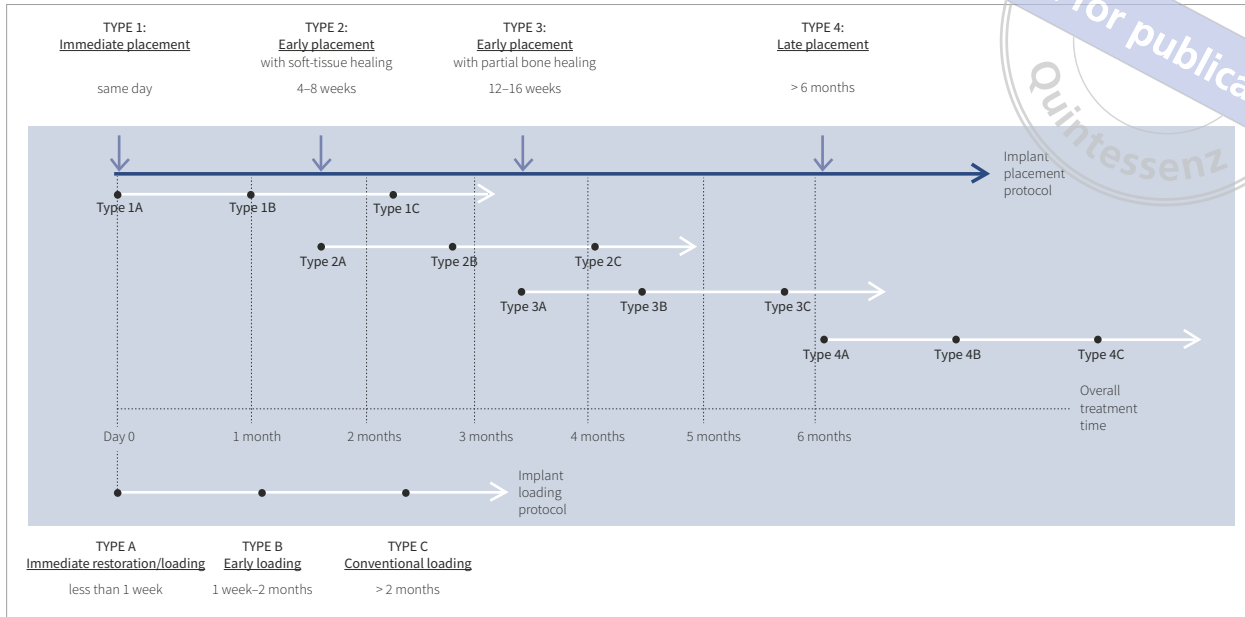 TYPE 1:
Immediate placement
same day
TYPE 2:
Early placement
with soft-tissue healing
4–8 weeks
TYPE 3:
Early placement
with partial bone healing
12–16 weeks
TYPE 4:
Late placement
> 6 months
for publica
Quintessenz
Implant
placement
protocol
Type 1A
Type 1B
Type 1C
Type 2A
Type 2B
Type 2C
Type 3A
Type 3B
Type 3C
Type 4A
Type 4B
Type 4C
Overall
treatment
time
Day 0
1 month
2 months
3 months
4 months
5 months
6 months
Implant
loading
protocol
TYPE A
Immediate restoration/loading
less than 1 week
TYPE B
Early loading
1 week–2 months
TYPE C
Conventional loading
> 2 months